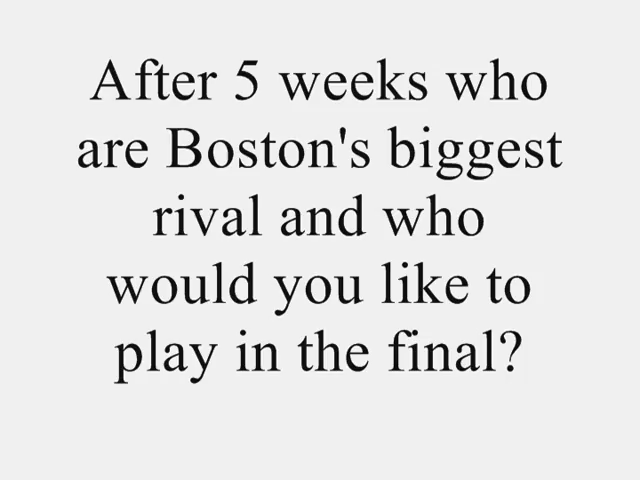 After 5 weeks who
are Boston's biggest
rival and who
would you like to
play in the final?